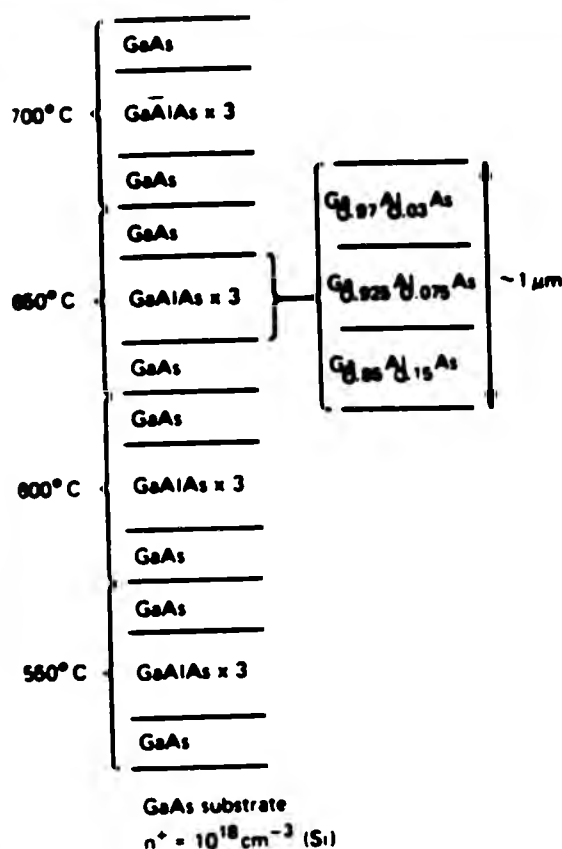 GaAs
700° C
GaAlAs x 3
GaAs
GaAs
650° C
GaAlAs x 3
GaAs
Ga0.97Al0.03As
Ga0.925Al0.075As
Ga0.85Al0.15As
~ 1 μm
GaAs
600° C
GaAlAs x 3
GaAs
GaAs
550° C
GaAlAs x 3
GaAs
GaAs substrate
n+ = 10^18 cm^-3 (Si)